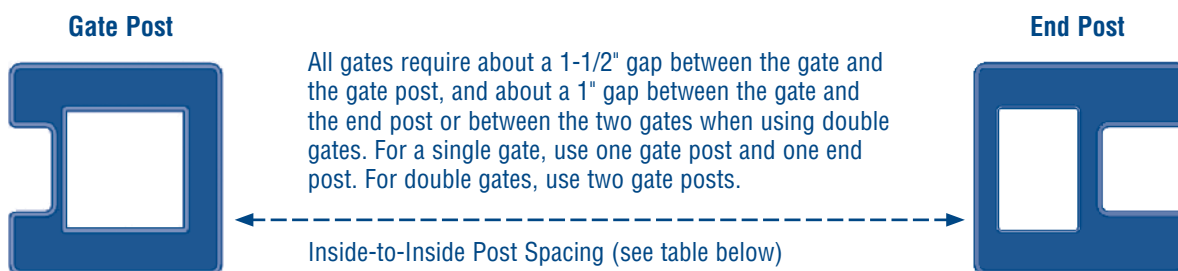 Gate Post
End Post
All gates require about a 1-1/2" gap between the gate and
the gate post, and about a 1" gap between the gate and
the end post or between the two gates when using double
gates. For a single gate, use one gate post and one end
post. For double gates, use two gate posts.
Inside-to-Inside Post Spacing (see table below)